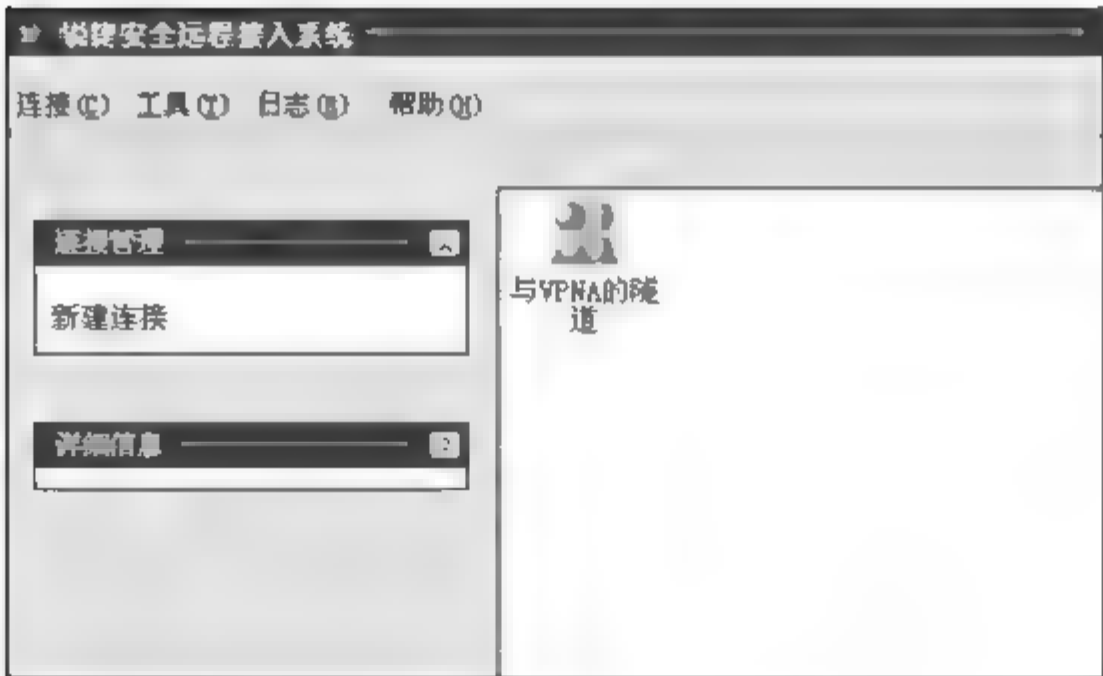 锐捷安全远程接入系统
连接(C) 工具(T) 日志(R) 帮助(H)
连接管理
新建连接
详细信息
与VPNA的隧
道